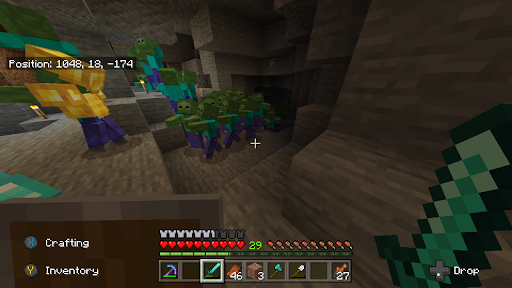 Position: 1048, 18, -174
29
X Crafting
Y Inventory
46
3
27
Drop